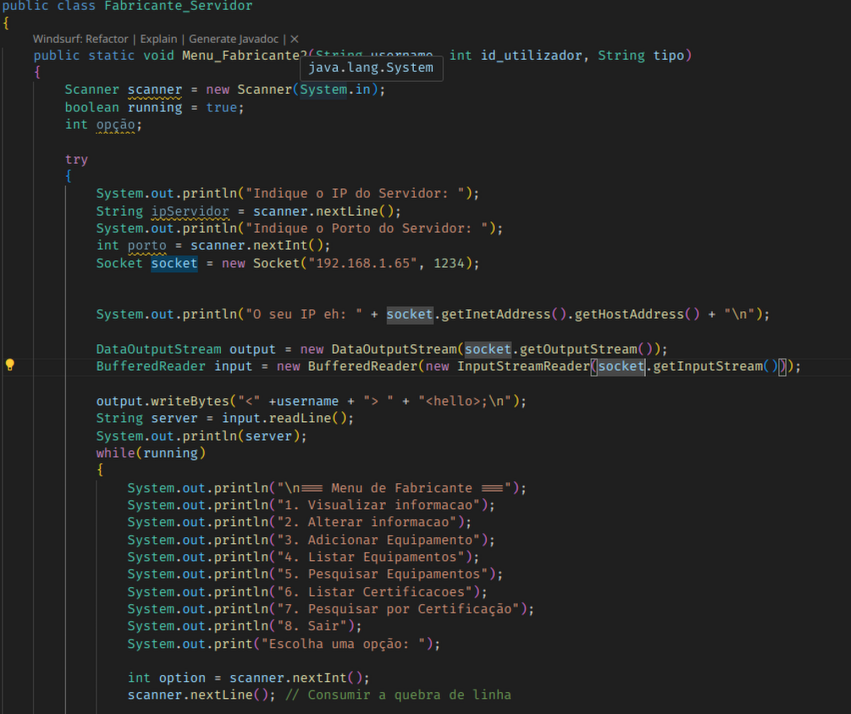 public class Fabricante_Servidor
{
Windsurf: Refactor | Explain | Generate Javadoc | ×
public static void Menu_Fabricante2(String username, int id_utilizador, String tipo)
{
java.lang.System
Scanner scanner = new Scanner(System.in);
boolean running = true;
int opção;
try
{
System.out.println("Indique o IP do Servidor: ");
String ipServidor = scanner.nextLine();
System.out.println("Indique o Porto do Servidor: ");
int porto = scanner.nextInt();
Socket socket = new Socket("192.168.1.65", 1234);
System.out.println("O seu IP eh: " + socket.getInetAddress().getHostAddress() + "\n");
DataOutputStream output = new DataOutputStream(socket.getOutputStream());
BufferedReader input = new BufferedReader(new InputStreamReader(socket.getInputStream()));
output.writeBytes("<" +username + "> " + "<hello>;\n");
String server = input.readLine();
System.out.println(server);
while(running)
{
System.out.println("\n=== Menu de Fabricante ===");
System.out.println("1. Visualizar informacao");
System.out.println("2. Alterar informacao");
System.out.println("3. Adicionar Equipamento");
System.out.println("4. Listar Equipamentos");
System.out.println("5. Pesquisar Equipamentos");
System.out.println("6. Listar Certificacoes");
System.out.println("7. Pesquisar por Certificação");
System.out.println("8. Sair");
System.out.print("Escolha uma opção: ");
int option = scanner.nextInt();
scanner.nextLine(); // Consumir a quebra de linha